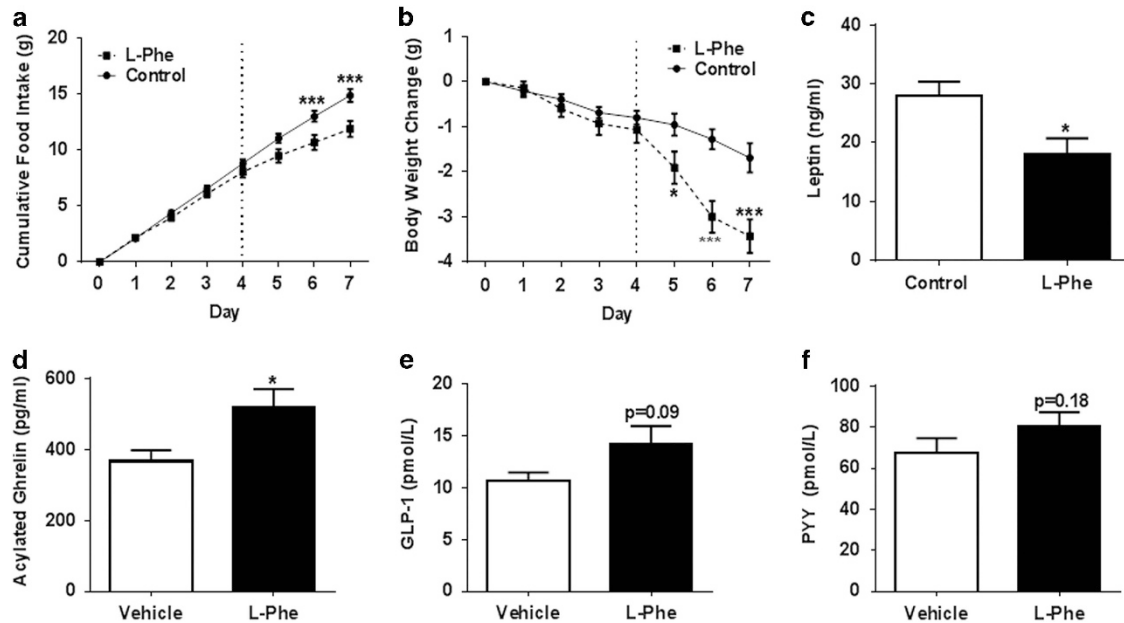 a
Cumulative Food Intake (g)
20
15
10
5
0
L-Phe
Control
***
***
0 1 2 3 4 5 6 7
Day
b
Body Weight Change (g)
1
0
-1
-2
-3
-4
L-Phe
Control
*
***
***
0 1 2 3 4 5 6 7
Day
c
Leptin (ng/ml)
40
30
20
10
0
*
Control L-Phe
d
Acylated Ghrelin (pg/ml)
600
400
200
0
*
Vehicle L-Phe
e
GLP-1 (pmol/L)
20
15
10
5
0
p=0.09
Vehicle L-Phe
f
PYY (pmol/L)
100
80
60
40
20
0
p=0.18
Vehicle L-Phe